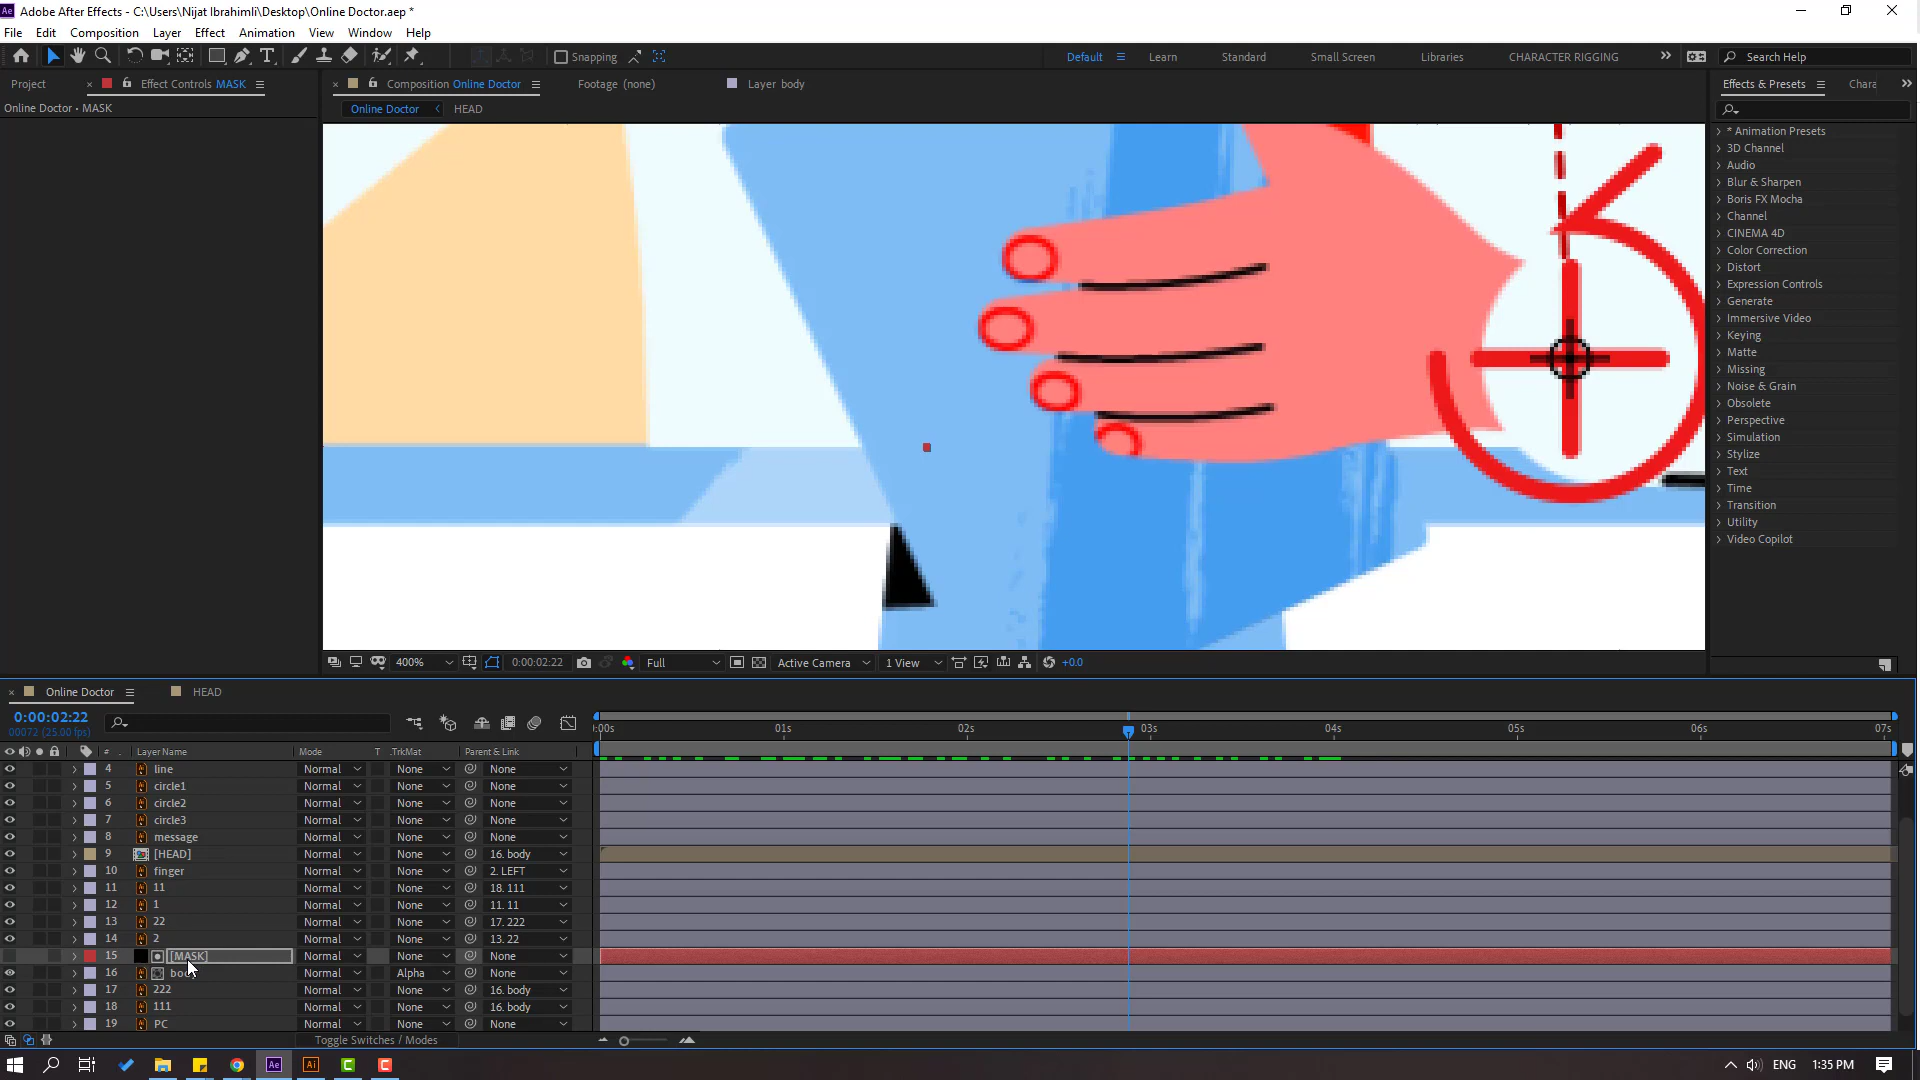 Adobe After Effects - C:\Users\Nijat Ibrahimli\Desktop\Online Doctor.aep *
File Edit Composition Layer Effect Animation View Window Help
Snapping Default Learn Standard Small Screen Libraries CHARACTER RIGGING Search Help
Project Effect Controls MASK Composition Online Doctor Footage (none) Layer body Effects & Presets Chara
Online Doctor • MASK Online Doctor HEAD
* Animation Presets
3D Channel
Audio
Blur & Sharpen
Boris FX Mocha
Channel
CINEMA 4D
Color Correction
Distort
Expression Controls
Generate
Immersive Video
Keying
Matte
Missing
Noise & Grain
Obsolete
Perspective
Simulation
Stylize
Text
Time
Transition
Utility
Video Copilot
400% 0:00:02:22 Full Active Camera 1 View +0.0
Online Doctor HEAD
0:00:02:22
00072 (25.00 fps)
:00s 01s 02s 03s 04s 05s 06s 07s
# Layer Name Mode T .TrkMat Parent & Link
4 line Normal None None
5 circle1 Normal None None
6 circle2 Normal None None
7 circle3 Normal None None
8 message Normal None None
9 [HEAD] Normal None 16. body
10 finger Normal None 2. LEFT
11 11 Normal None 18. 111
12 1 Normal None 11. 11
13 22 Normal None 17. 222
14 2 Normal None 13. 22
15 [MASK] Normal None None
16 Normal Alpha None
17 222 Normal None 16. body
18 111 Normal None 16. body
19 PC Normal None None
Toggle Switches / Modes
Ae Ai C C ENG 1:35 PM